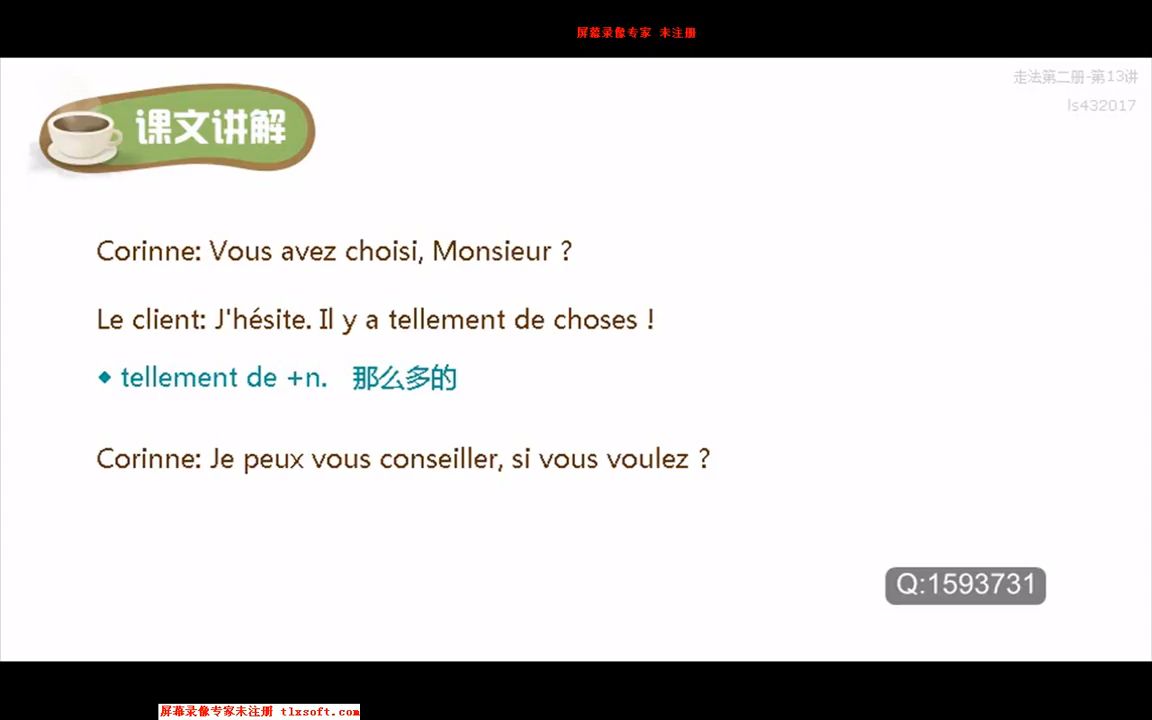 屏幕录像专家 未注册
走法第二册-第13讲
ls432017
课文讲解
Corinne: Vous avez choisi, Monsieur ?
Le client: J'hésite. Il y a tellement de choses !
◆ tellement de +n. 那么多的
Corinne: Je peux vous conseiller, si vous voulez ?
Q:1593731
屏幕录像专家未注册 tlxsoft.com